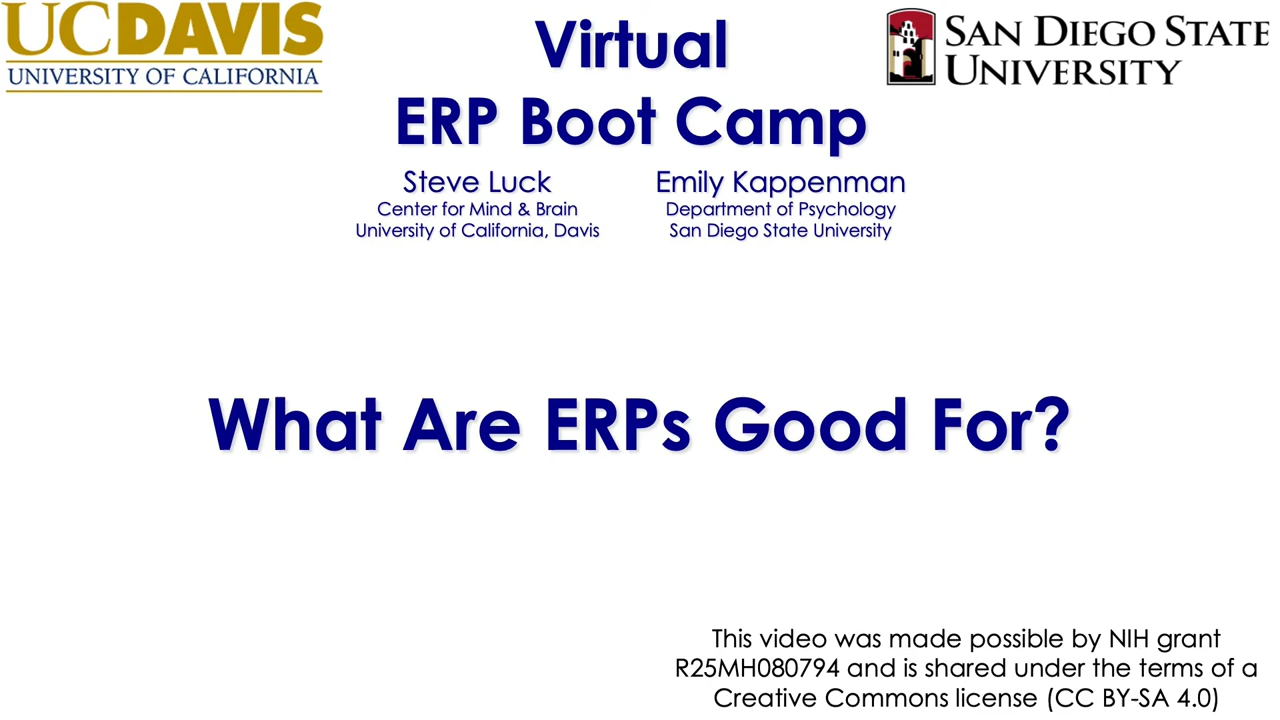 UCDAVIS
UNIVERSITY OF CALIFORNIA
Virtual
ERP Boot Camp
SAN DIEGO STATE
UNIVERSITY
Steve Luck
Center for Mind & Brain
University of California, Davis
Emily Kappenman
Department of Psychology
San Diego State University
What Are ERPs Good For?
This video was made possible by NIH grant
R25MH080794 and is shared under the terms of a
Creative Commons license (CC BY-SA 4.0)